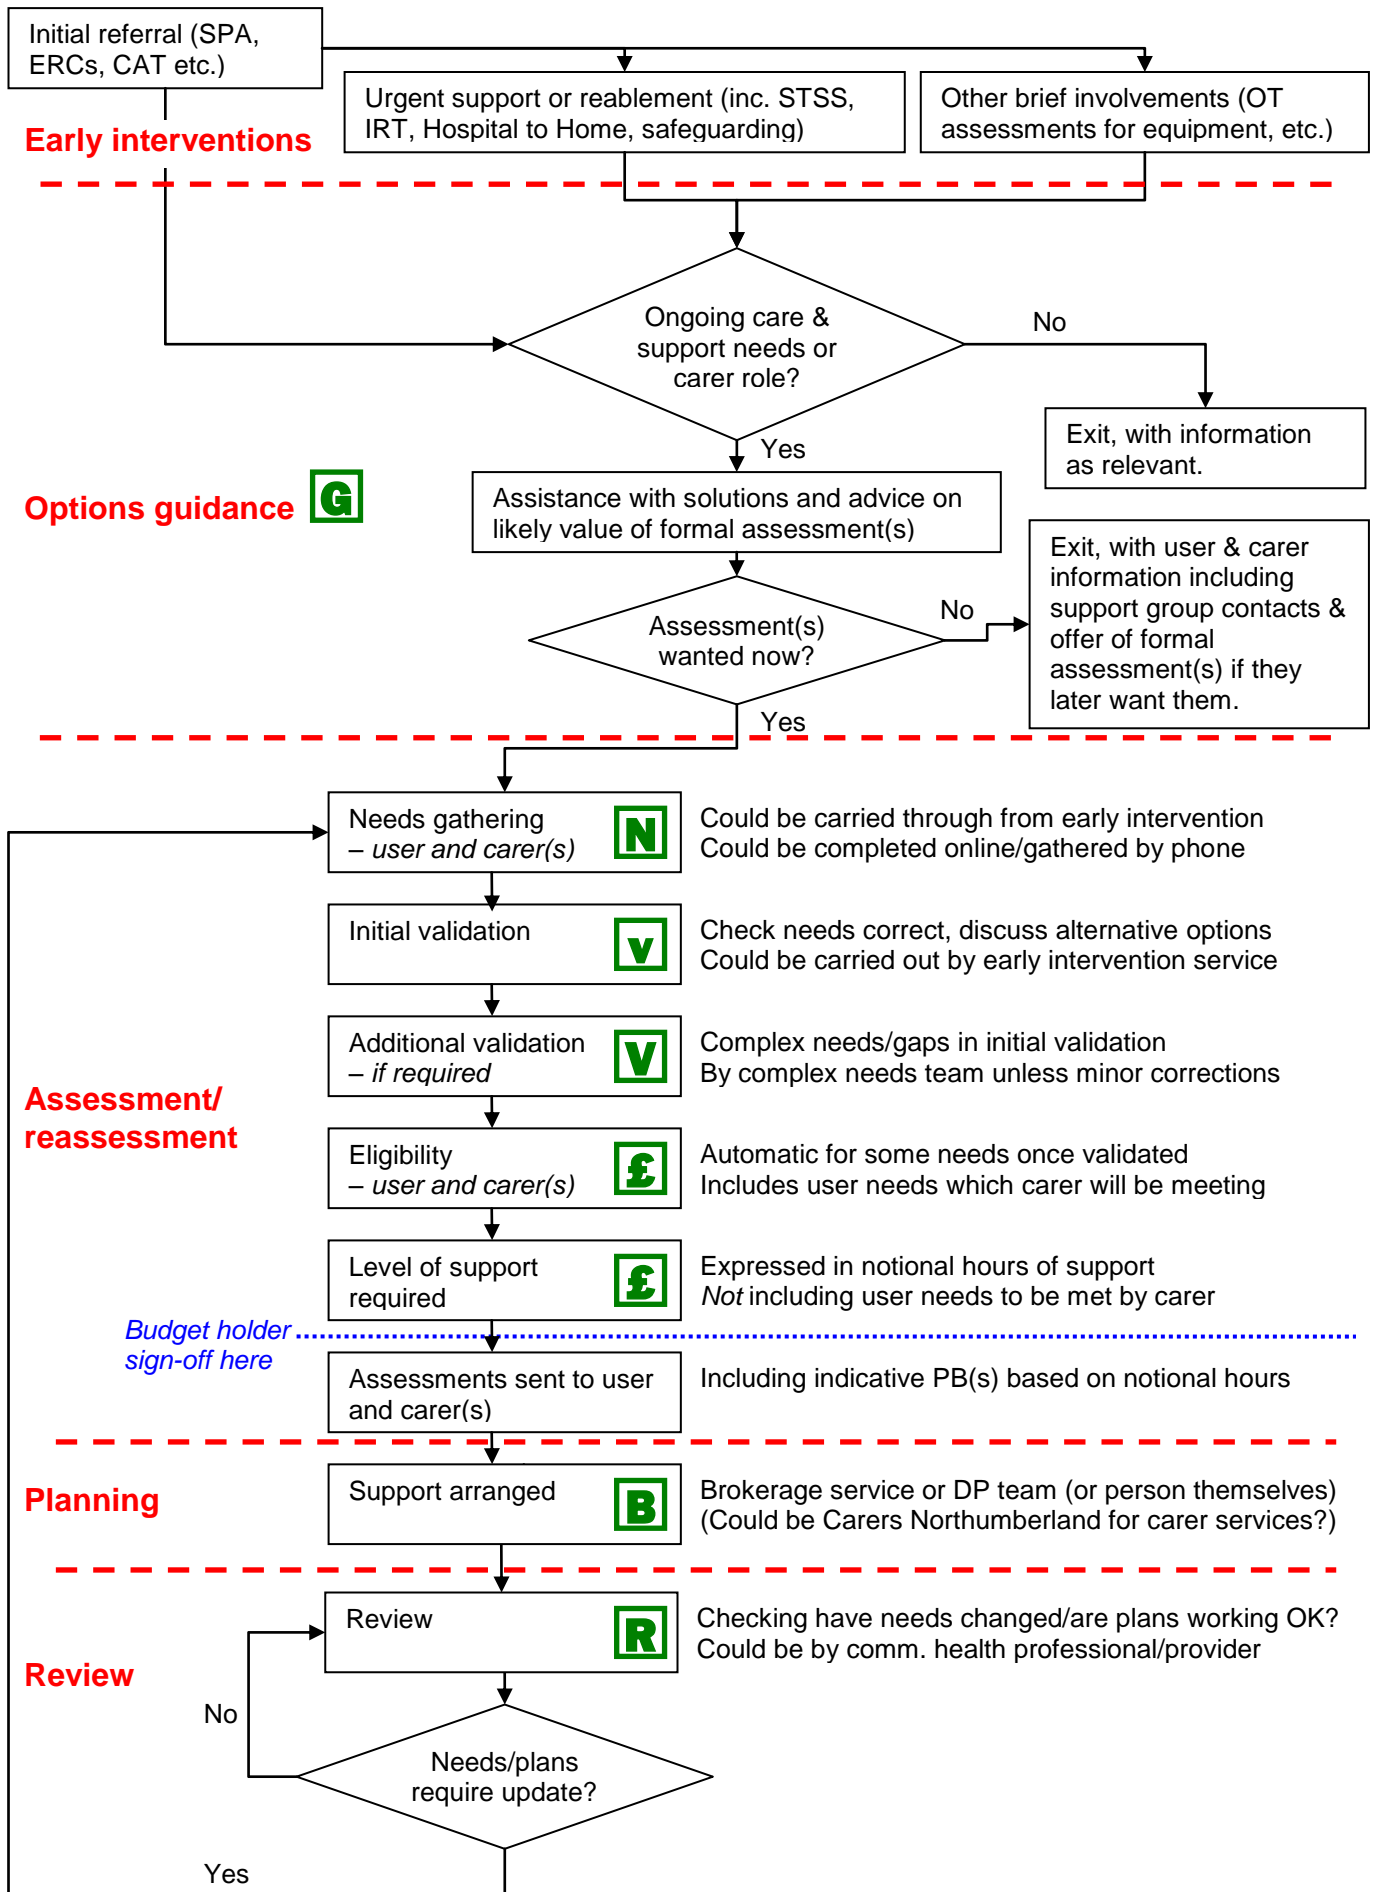 Initial referral (SPA,
ERCs, CAT etc.)
Urgent support or reablement (inc. STSS,
IRT, Hospital to Home, safeguarding)
Other brief involvements (OT
assessments for equipment, etc.)
Early interventions
Ongoing care &
support needs or
carer role?
No
Exit, with information
as relevant.
Yes
Options guidance G
Assistance with solutions and advice on
likely value of formal assessment(s)
Assessment(s)
wanted now?
No
Exit, with user & carer
information including
support group contacts &
offer of formal
assessment(s) if they
later want them.
Yes
Needs gathering
– user and carer(s)
N
Could be carried through from early intervention
Could be completed online/gathered by phone
Initial validation
v
Check needs correct, discuss alternative options
Could be carried out by early intervention service
Additional validation
– if required
V
Complex needs/gaps in initial validation
By complex needs team unless minor corrections
Assessment/
reassessment
Eligibility
– user and carer(s)
£
Automatic for some needs once validated
Includes user needs which carer will be meeting
Level of support
required
£
Expressed in notional hours of support
Not including user needs to be met by carer
Budget holder
sign-off here
Assessments sent to user
and carer(s)
Including indicative PB(s) based on notional hours
Planning
Support arranged
B
Brokerage service or DP team (or person themselves)
(Could be Carers Northumberland for carer services?)
Review
R
Checking have needs changed/are plans working OK?
Could be by comm. health professional/provider
Review
No
Needs/plans
require update?
Yes